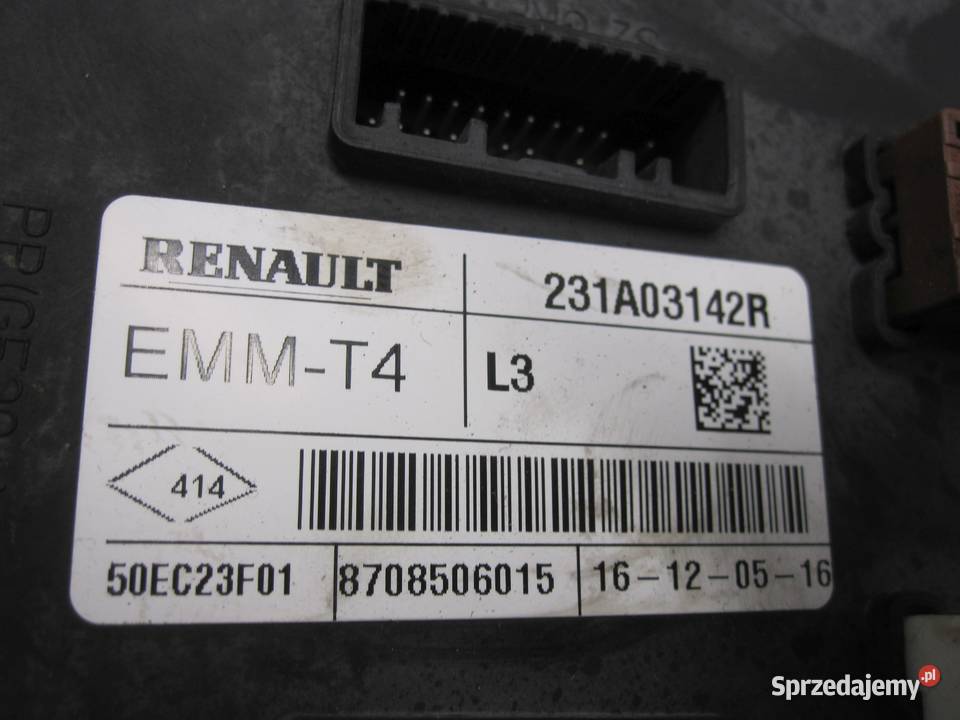 RENAULT
231A03142R
EMM-T4
L3
414
50EC23F01
8708506015
16-12-05-16
Sprzedajemy.pl